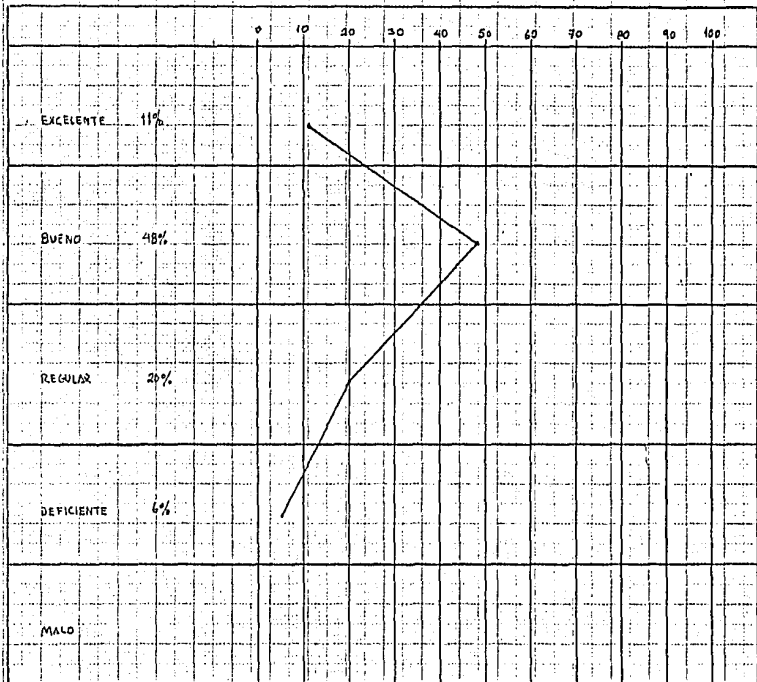 0 10 20 30 40 50 60 70 80 90 100
EXCELENTE 11%
BUENO 48%
REGULAR 20%
DEFICIENTE 6%
MALO